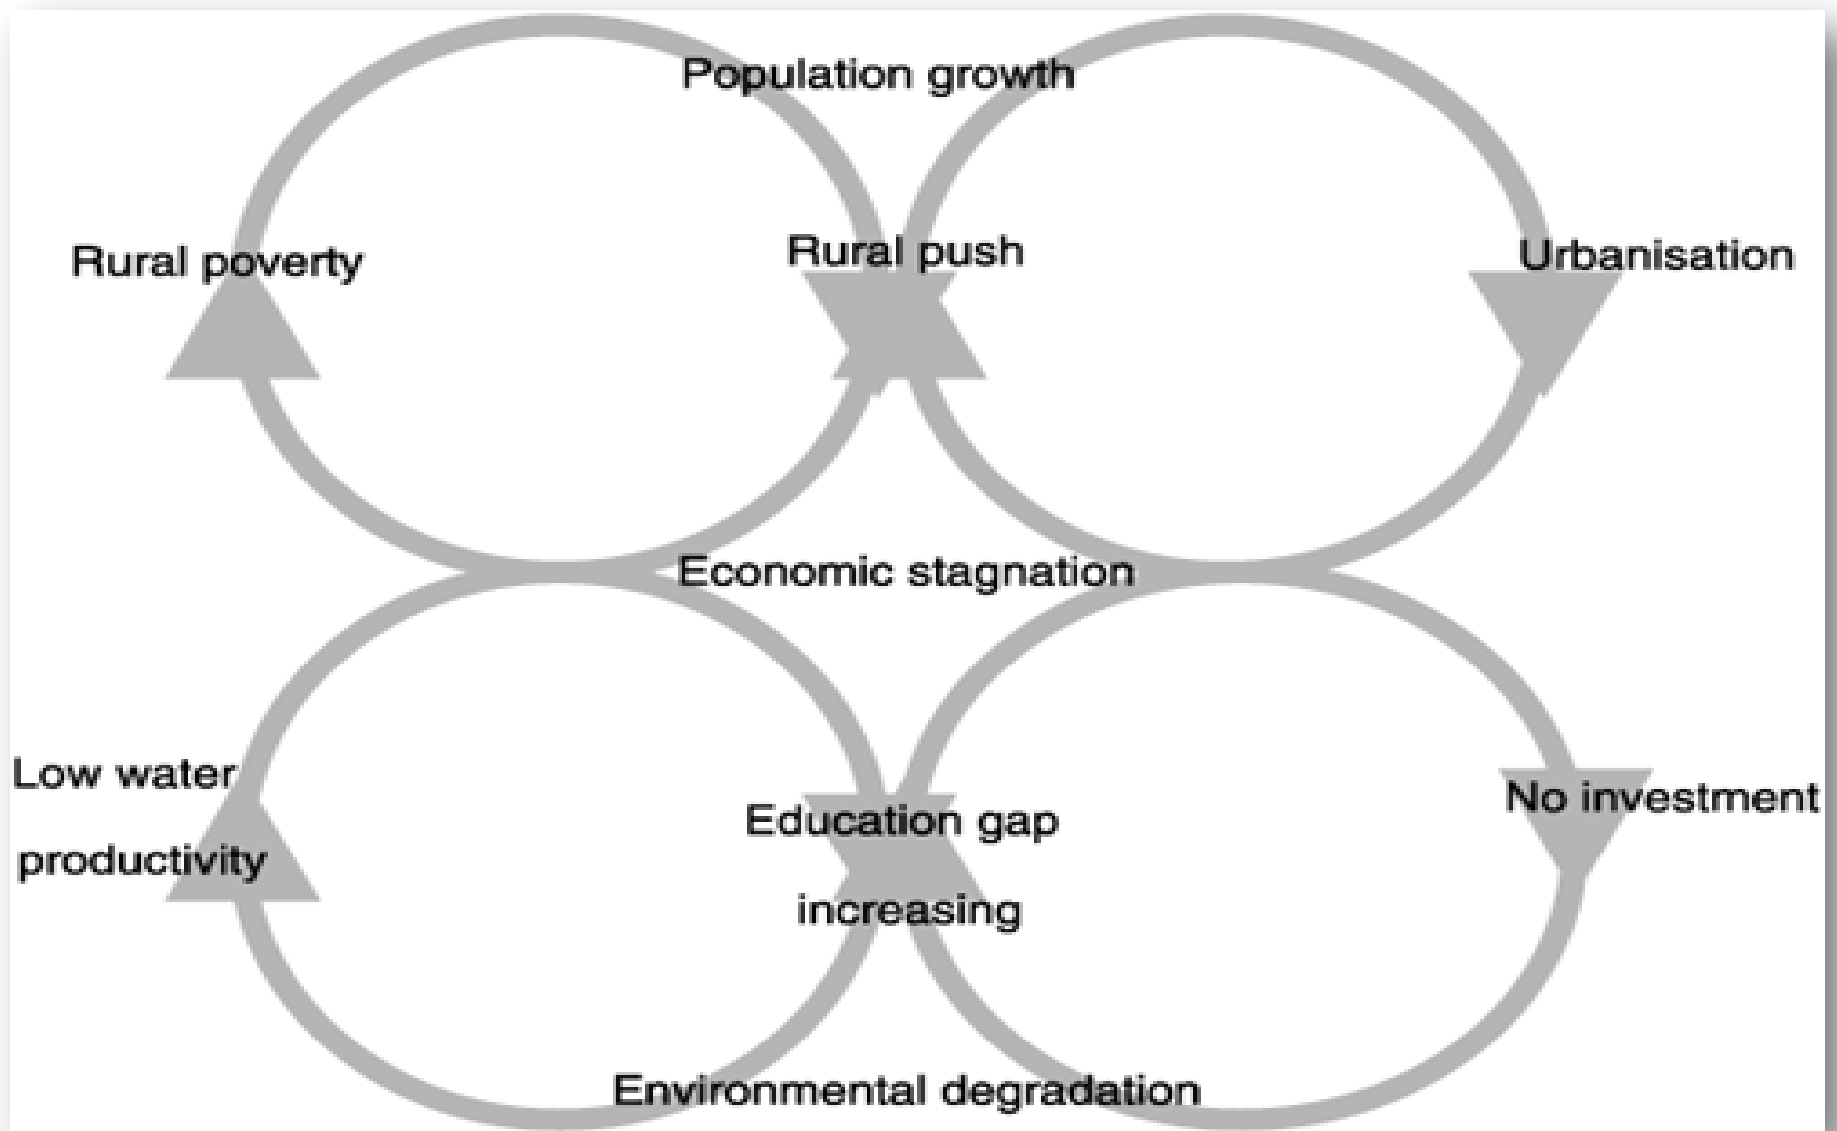 Population growth
Rural poverty
Rural push
Urbanisation
Economic stagnation
Low water
productivity
Education gap
increasing
No investment
Environmental degradation